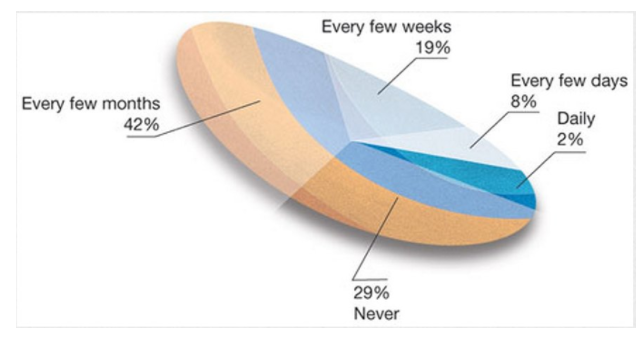 Every few weeks
19%
Every few days
8%
Daily
2%
Every few months
42%
29%
Never